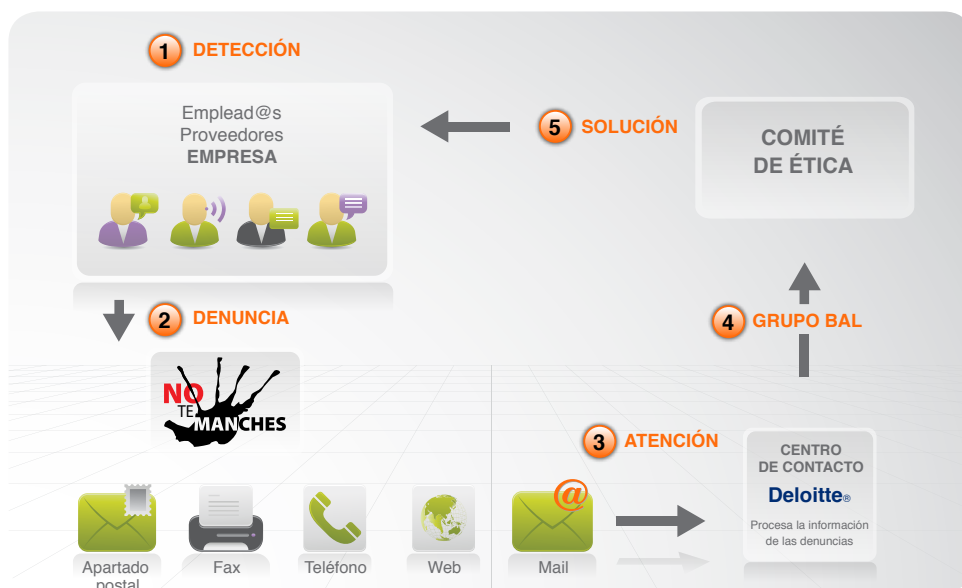 1 DETECCIÓN
Emplead@s
Proveedores
EMPRESA
5 SOLUCIÓN
COMITÉ
DE ÉTICA
2 DENUNCIA
4 GRUPO BAL
NO
TE
MANCHES
3 ATENCIÓN
CENTRO
DE CONTACTO
Deloitte®
Procesa la información
de las denuncias
@
Apartado
postal
Fax
Teléfono
Web
Mail